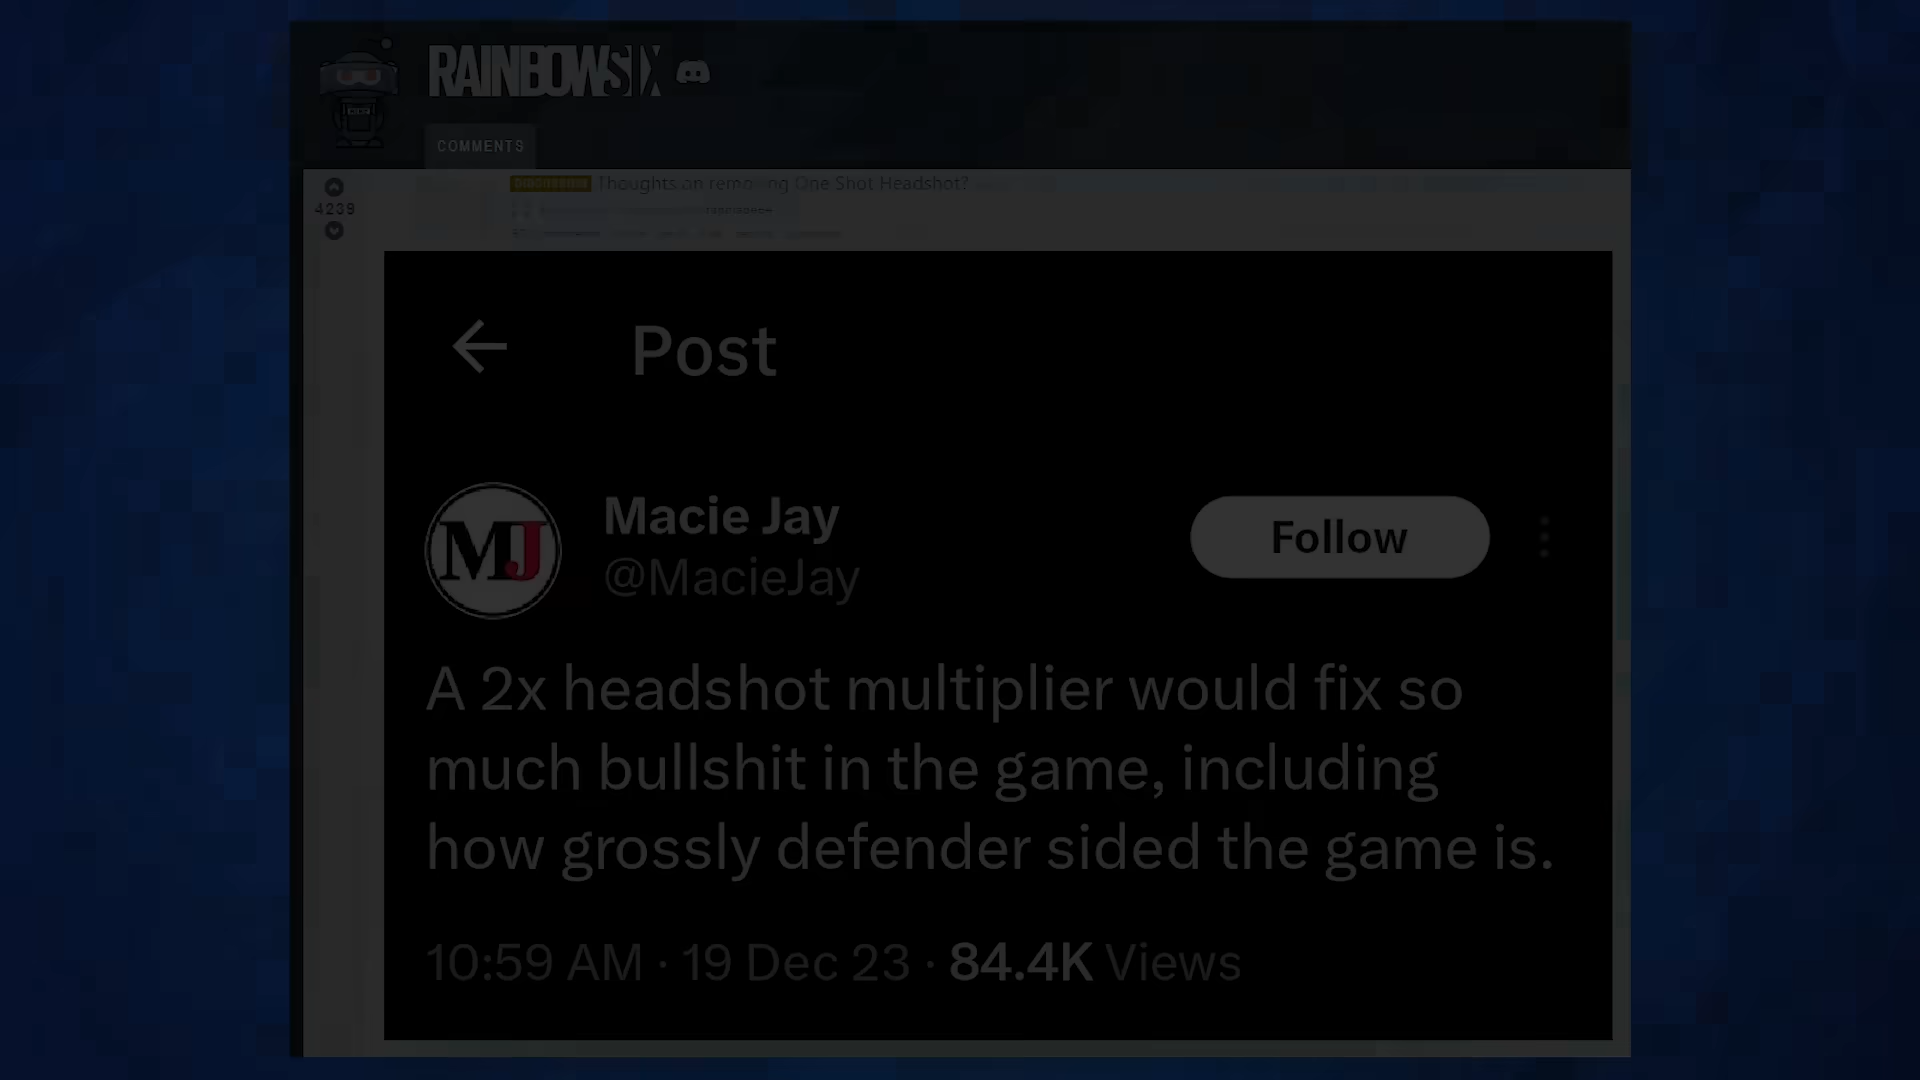 RAINBOWSIX
COMMENTS
4239
DISCUSSION Thoughts on removing One Shot Headshot?
Post
MJ
Macie Jay
Follow
@MacieJay
A 2x headshot multiplier would fix so
much bullshit in the game, including
how grossly defender sided the game is.
10:59 AM · 19 Dec 23 · 84.4K Views